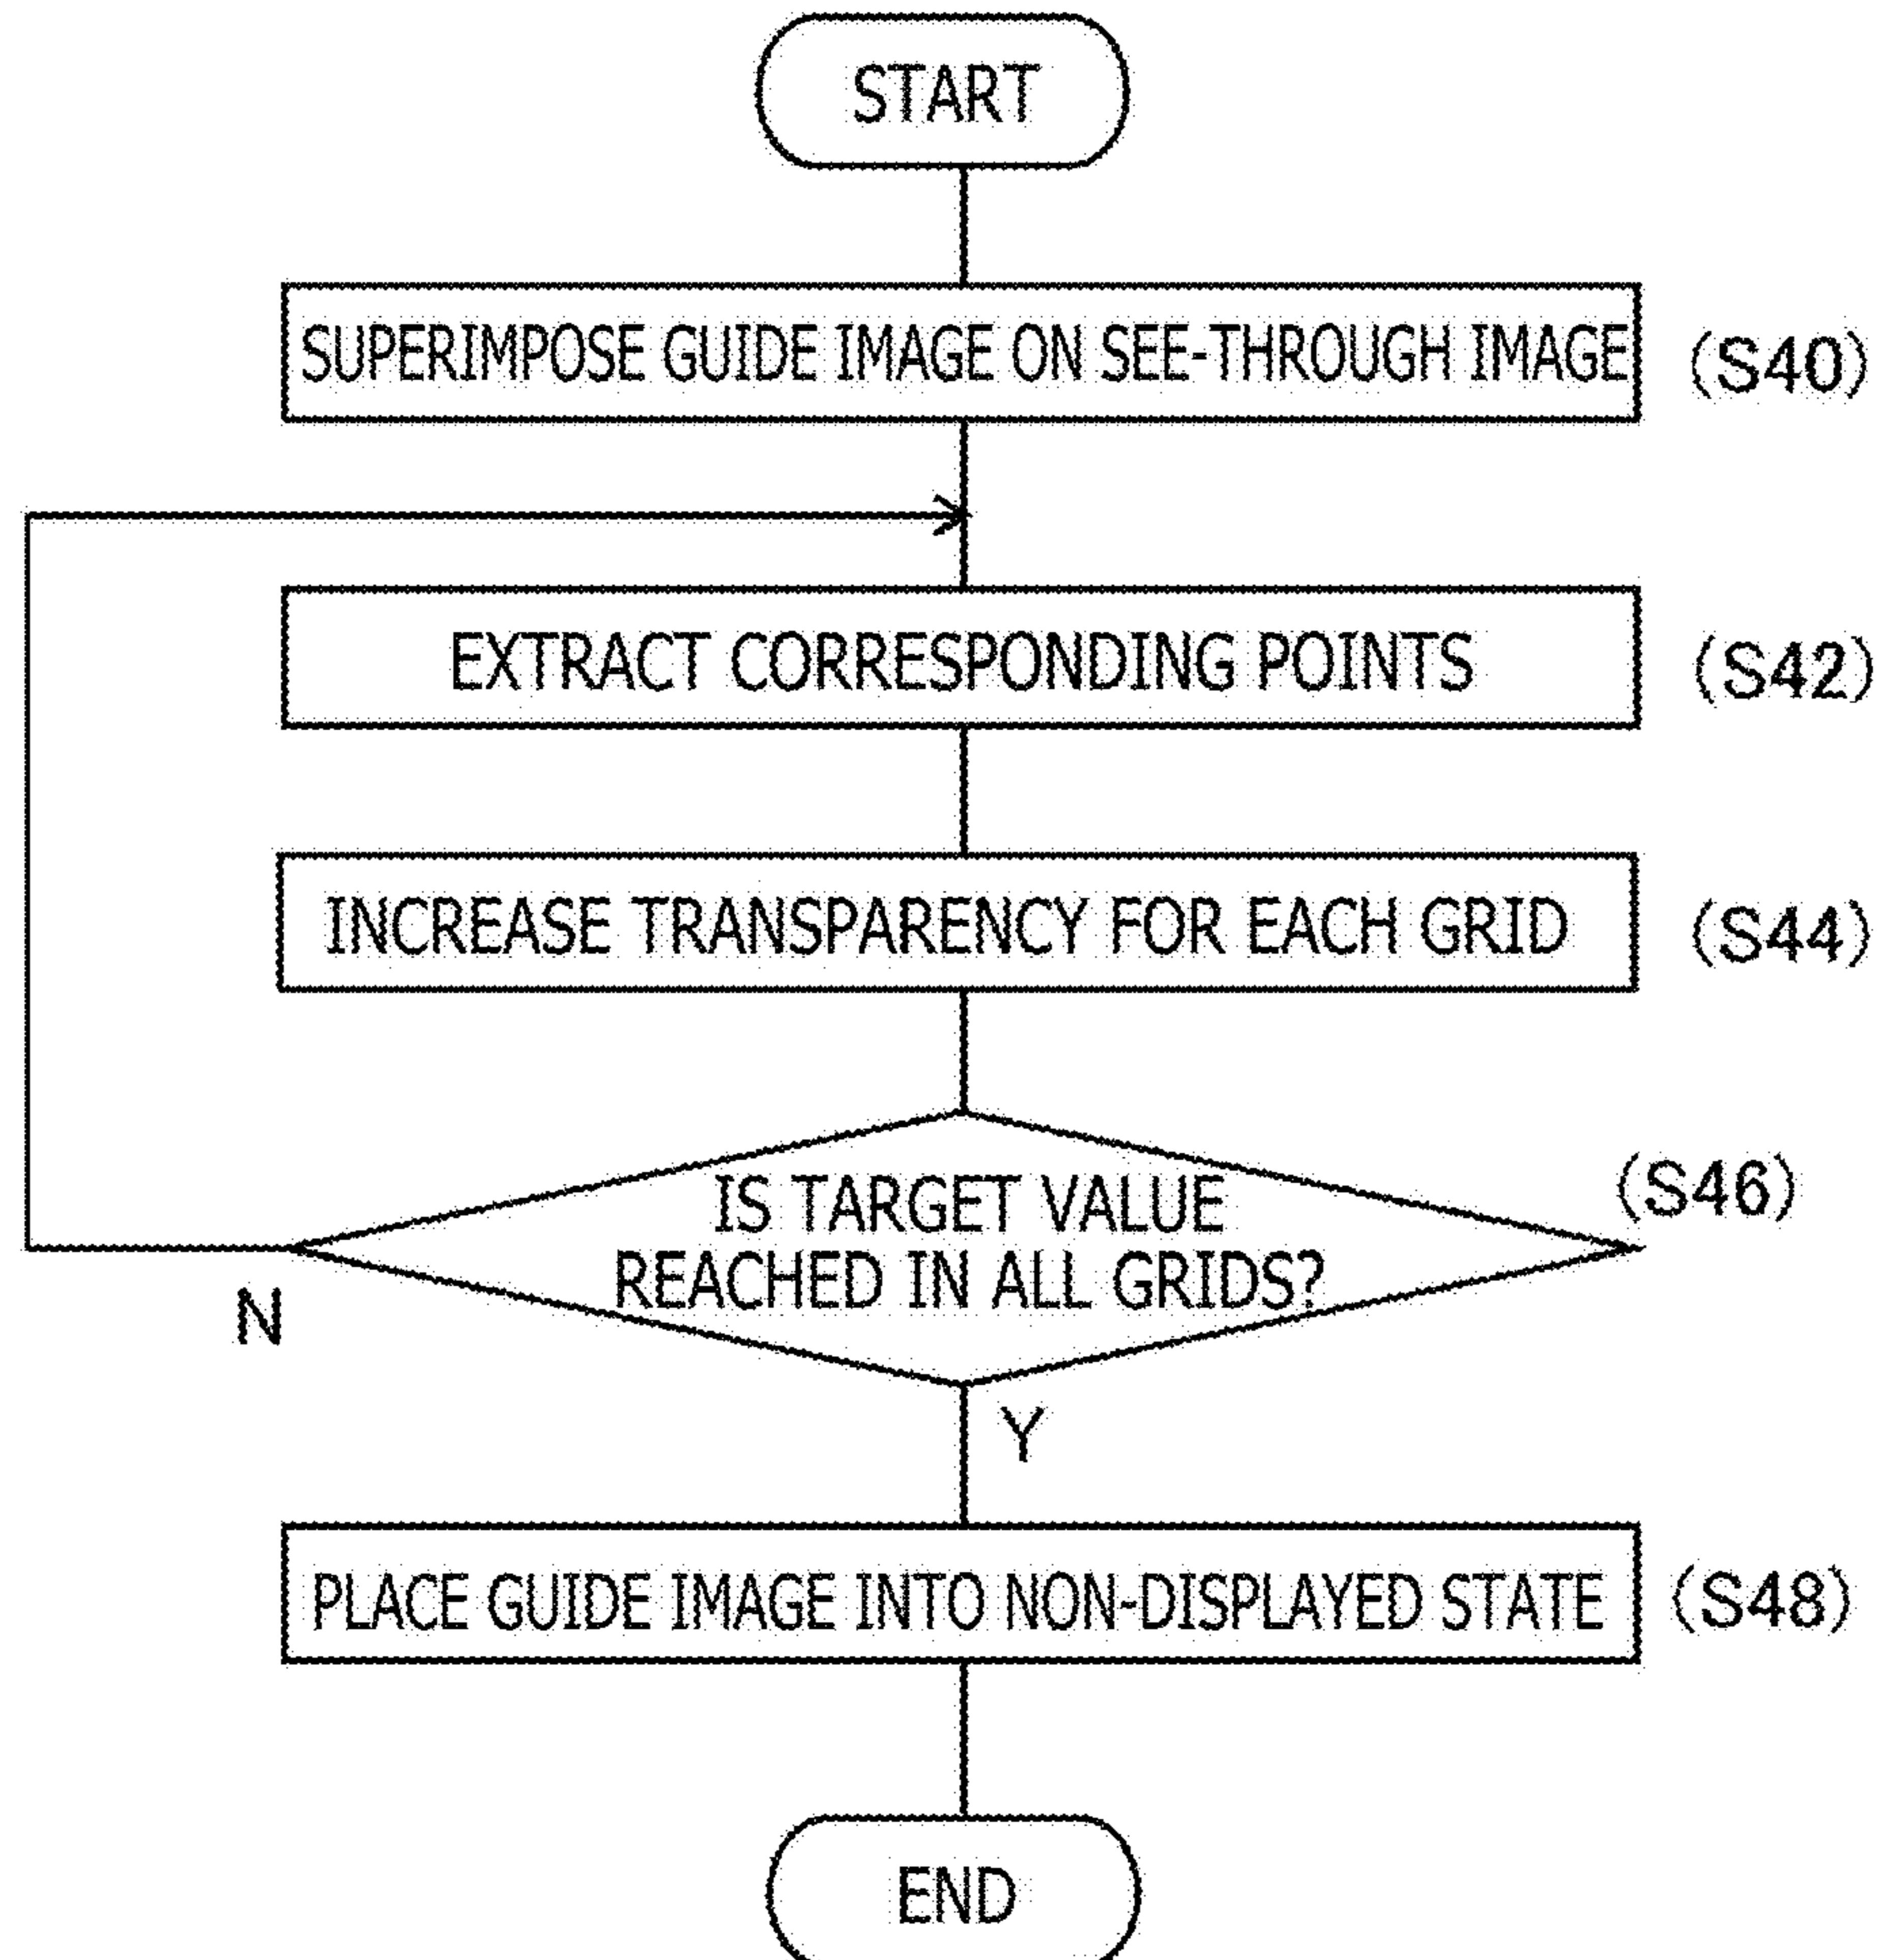 START
SUPERIMPOSE GUIDE IMAGE ON SEE-THROUGH IMAGE
(S40)
EXTRACT CORRESPONDING POINTS
(S42)
INCREASE TRANSPARENCY FOR EACH GRID
(S44)
IS TARGET VALUE
REACHED IN ALL GRIDS?
(S46)
N
Y
PLACE GUIDE IMAGE INTO NON-DISPLAYED STATE
(S48)
END